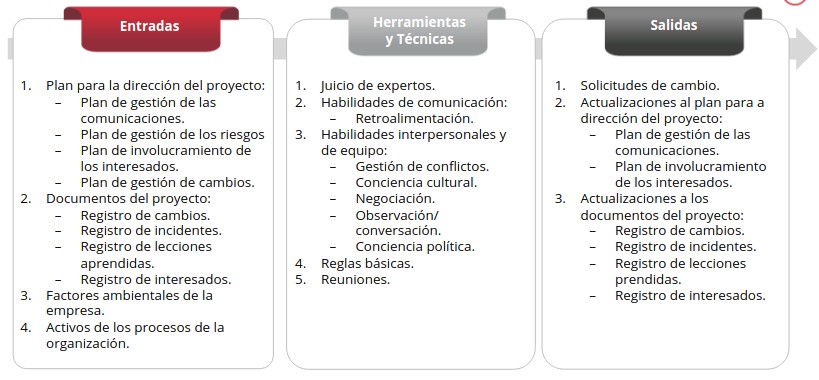 Entradas
1. Plan para la dirección del proyecto:
– Plan de gestión de las
comunicaciones.
– Plan de gestión de los riesgos
– Plan de involucramiento de
los interesados.
– Plan de gestión de cambios.
2. Documentos del proyecto:
– Registro de cambios.
– Registro de incidentes.
– Registro de lecciones
aprendidas.
– Registro de interesados.
3. Factores ambientales de la
empresa.
4. Activos de los procesos de la
organización.
Herramientas
y Técnicas
1. Juicio de expertos.
2. Habilidades de comunicación:
– Retroalimentación.
3. Habilidades interpersonales y
de equipo:
– Gestión de conflictos.
– Conciencia cultural.
– Negociación.
– Observación/
conversación.
– Conciencia política.
4. Reglas básicas.
5. Reuniones.
Salidas
1. Solicitudes de cambio.
2. Actualizaciones al plan para a
dirección del proyecto:
– Plan de gestión de las
comunicaciones.
– Plan de involucramiento
de los interesados.
3. Actualizaciones a los
documentos del proyecto:
– Registro de cambios.
– Registro de incidentes.
– Registro de lecciones
prendidas.
– Registro de interesados.